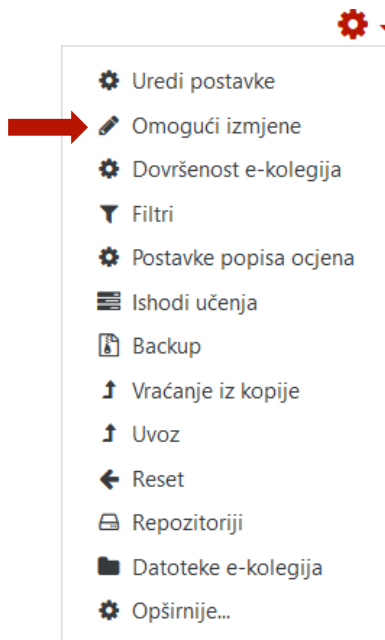 Uredi postavke
Omogući izmjene
Dovršenost e-kolegija
Filtri
Postavke popisa ocjena
Ishodi učenja
Backup
Vraćanje iz kopije
Uvoz
Reset
Repozitoriji
Datoteke e-kolegija
Opširnije...